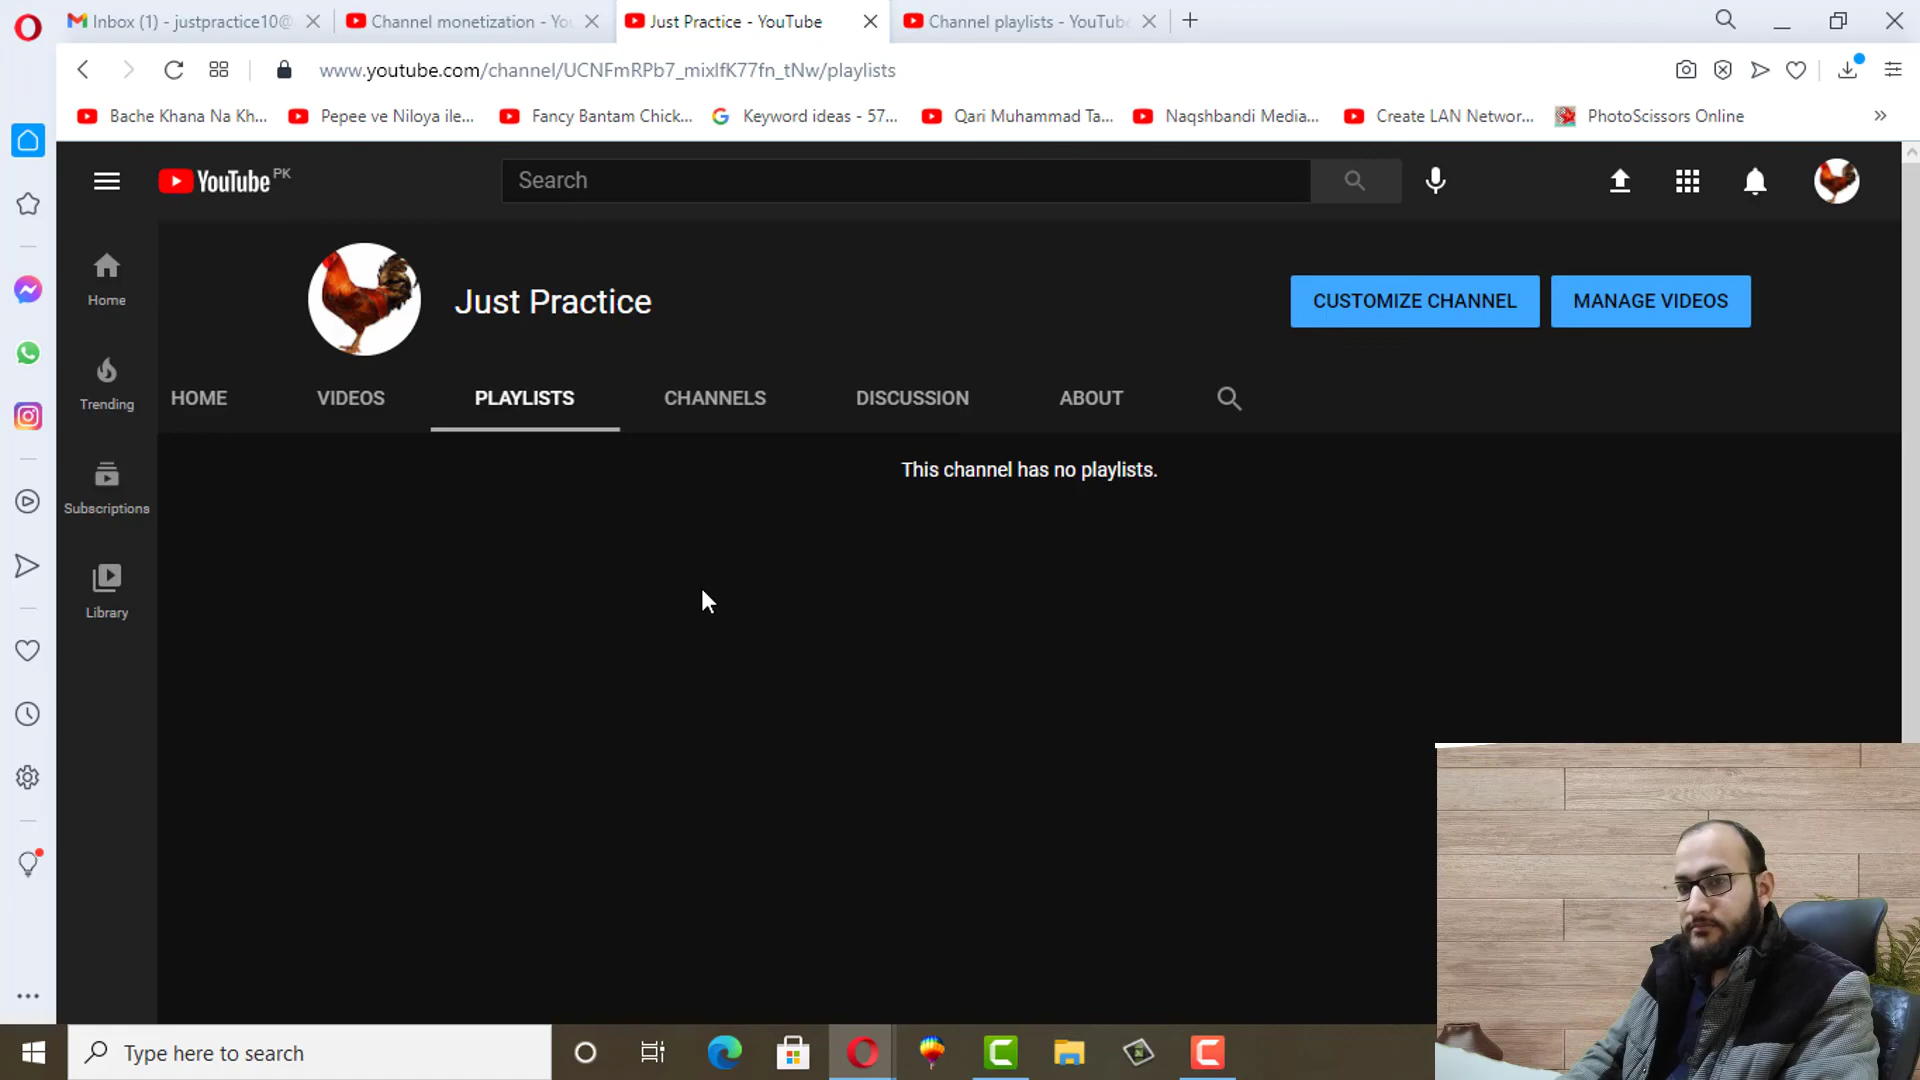 Inbox (1) - justpractice10@
Channel monetization - You
Just Practice - YouTube
Channel playlists - YouTube
www.youtube.com/channel/UCNFmRPb7_mixlfK77fn_tNw/playlists
Bache Khana Na Kh...
Pepee ve Niloya ile...
Fancy Bantam Chick...
Keyword ideas - 57...
Qari Muhammad Ta...
Naqshbandi Media...
Create LAN Networ...
PhotoScissors Online
YouTube PK
Search
Home
Trending
Subscriptions
Library
Just Practice
CUSTOMIZE CHANNEL
MANAGE VIDEOS
HOME
VIDEOS
PLAYLISTS
CHANNELS
DISCUSSION
ABOUT
This channel has no playlists.
Type here to search